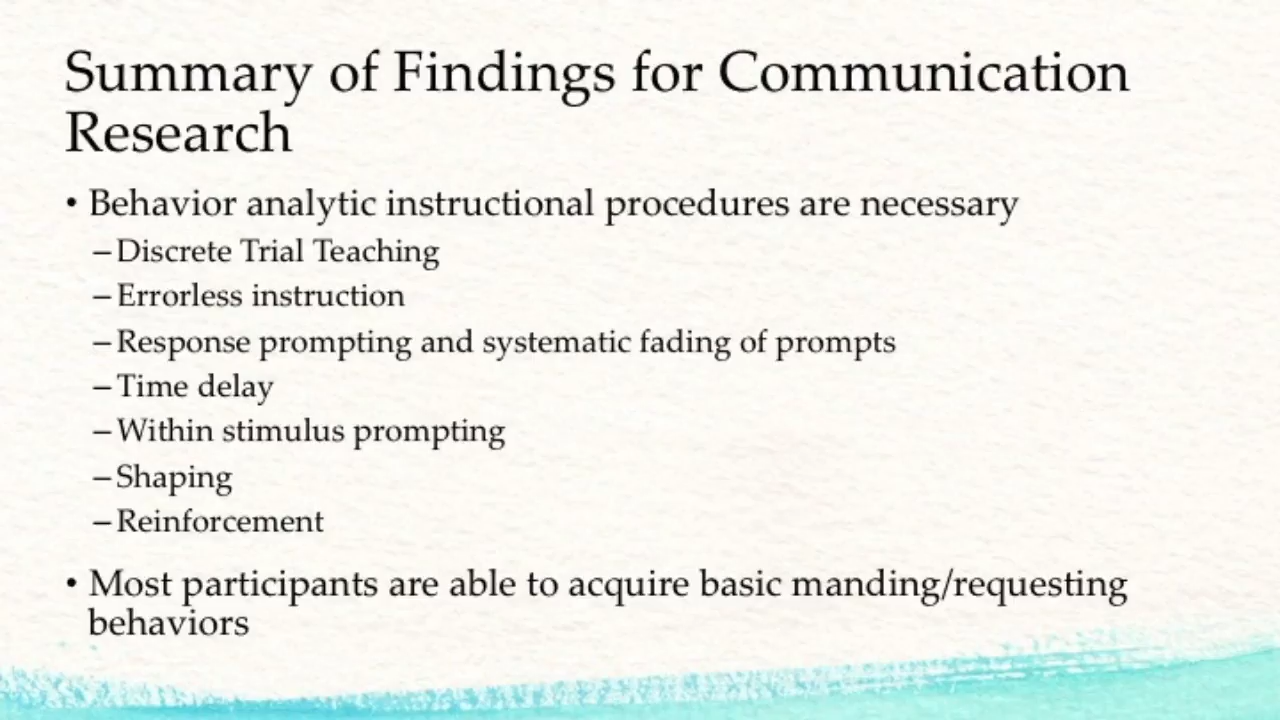 Summary of Findings for Communication
Research
• Behavior analytic instructional procedures are necessary
– Discrete Trial Teaching
– Errorless instruction
– Response prompting and systematic fading of prompts
– Time delay
– Within stimulus prompting
– Shaping
– Reinforcement
• Most participants are able to acquire basic manding/requesting
behaviors